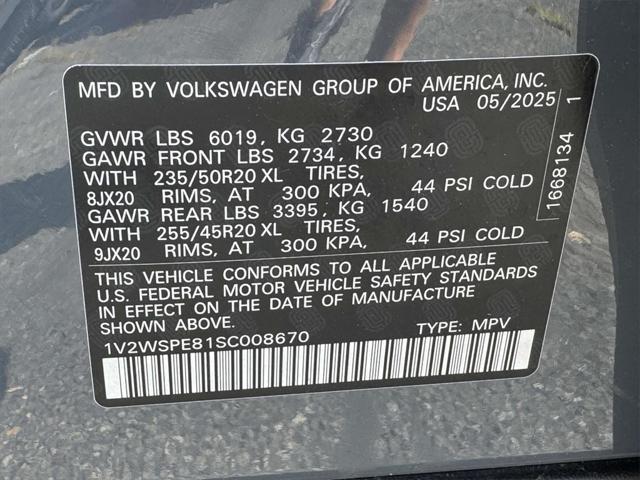 MFD BY VOLKSWAGEN GROUP OF AMERICA, INC.
USA 05/2025
GVWR LBS 6019, KG 2730
GAWR FRONT LBS 2734, KG 1240
WITH 235/50R20 XL TIRES,
8JX20 RIMS, AT 300 KPA, 44 PSI COLD
GAWR REAR LBS 3395, KG 1540
WITH 255/45R20 XL TIRES,
9JX20 RIMS, AT 300 KPA, 44 PSI COLD
THIS VEHICLE CONFORMS TO ALL APPLICABLE
U.S. FEDERAL MOTOR VEHICLE SAFETY STANDARDS
IN EFFECT ON THE DATE OF MANUFACTURE
SHOWN ABOVE.
1V2WSPE81SC008670 TYPE: MPV
1668134 1